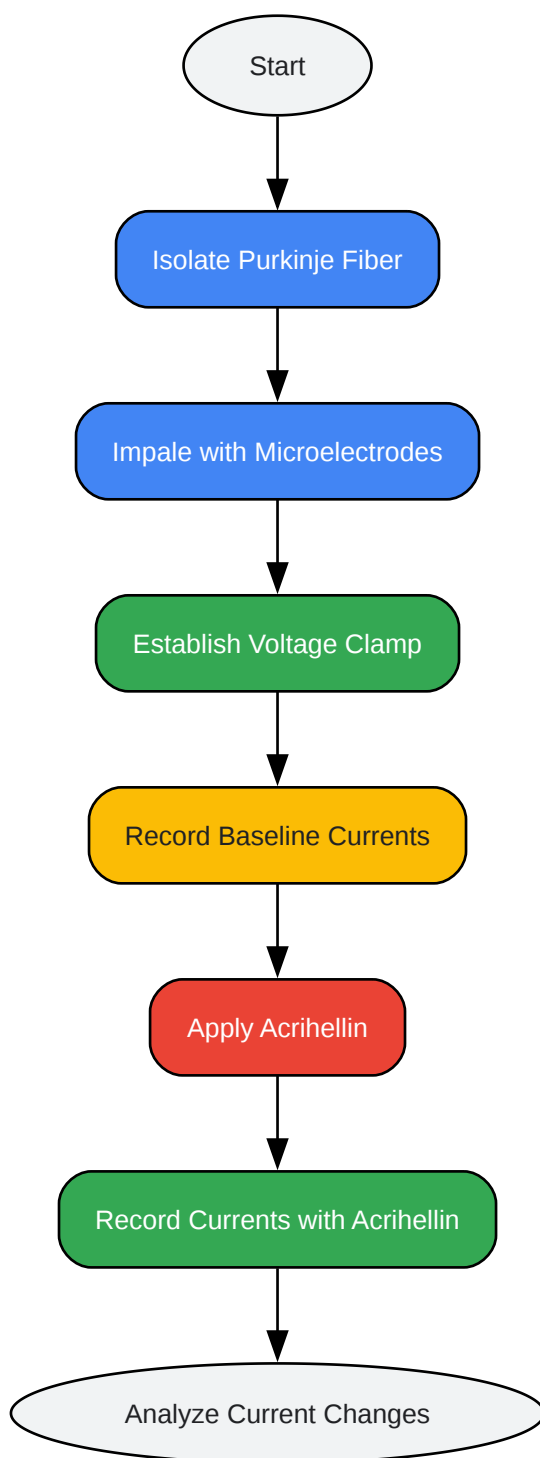 Start
Isolate Purkinje Fiber
Impale with Microelectrodes
Establish Voltage Clamp
Record Baseline Currents
Apply Acrihellin
Record Currents with Acrihellin
Analyze Current Changes